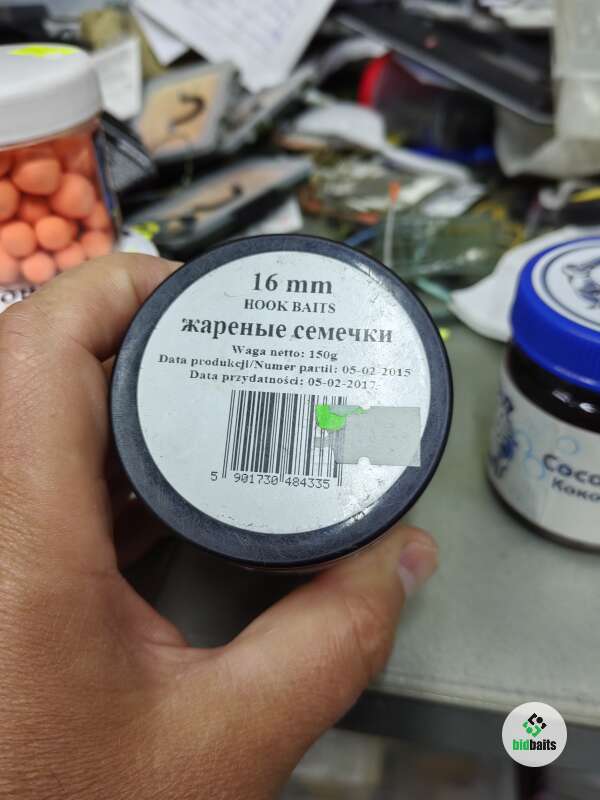 16 mm
HOOK BAITS
жареные семечки
Waga netto: 150g
Data produkcji/Numer partii: 05-02-2015
Data przydatności: 05-02-2017
5 901730 484335
Coco
Коко
bidbaits